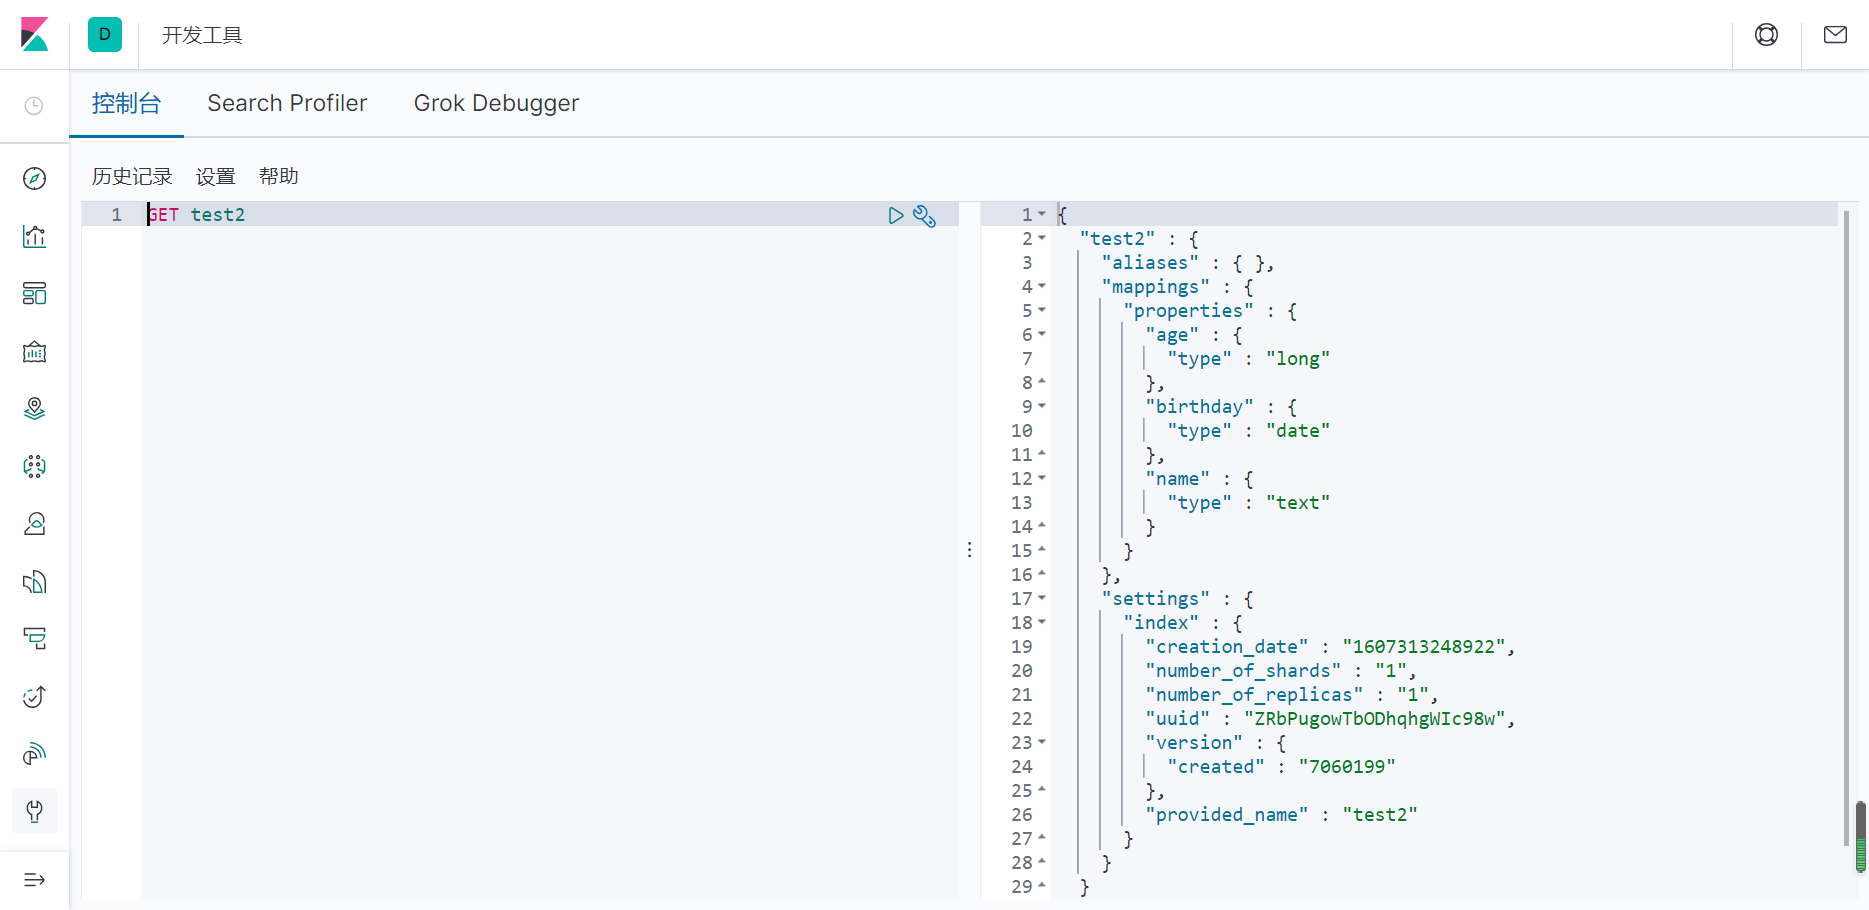 D 开发工具
控制台 Search Profiler Grok Debugger
历史记录 设置 帮助
1 GET test2
1 {
2 "test2" : {
3 "aliases" : { },
4 "mappings" : {
5 "properties" : {
6 "age" : {
7 "type" : "long"
8 },
9 "birthday" : {
10 "type" : "date"
11 },
12 "name" : {
13 "type" : "text"
14 }
15 }
16 },
17 "settings" : {
18 "index" : {
19 "creation_date" : "1607313248922",
20 "number_of_shards" : "1",
21 "number_of_replicas" : "1",
22 "uuid" : "ZRbPugowTbODhqhgWIc98w",
23 "version" : {
24 "created" : "7060199"
25 },
26 "provided_name" : "test2"
27 }
28 }
29 }